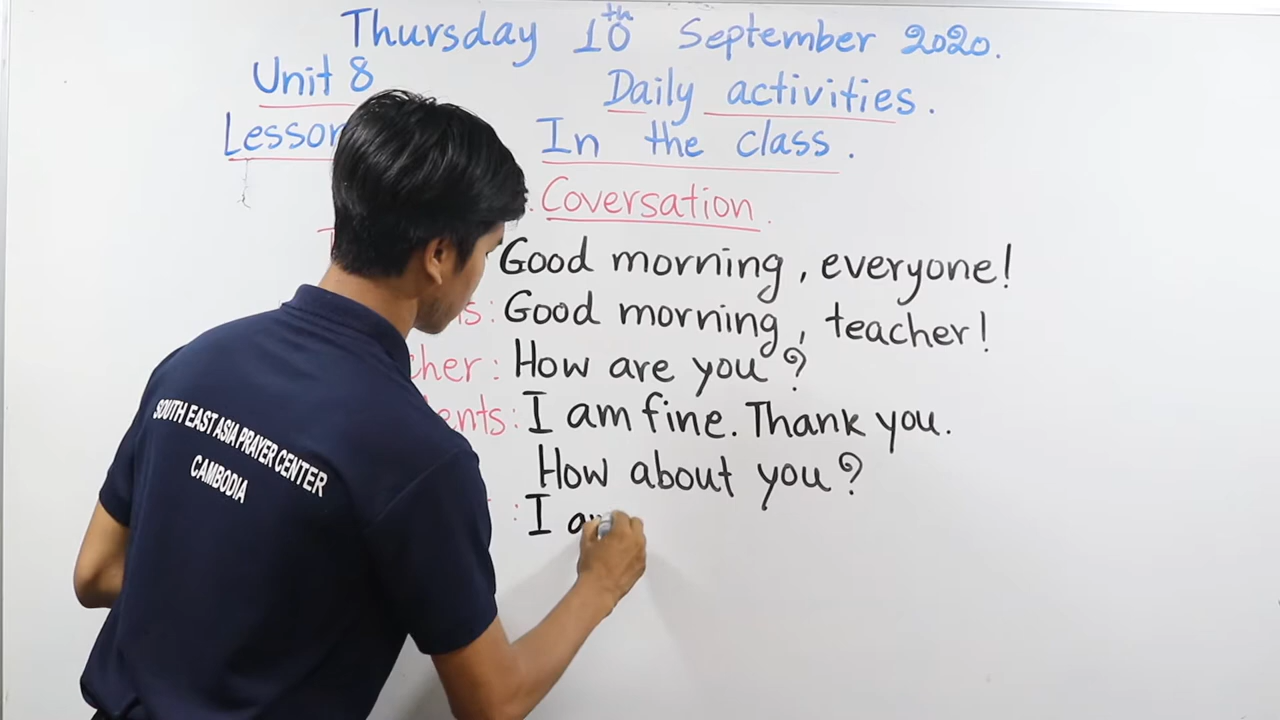 Thursday 10th September 2020.
Unit 8 Daily activities.
Lesson In the class.
Coversation.
Good morning, everyone!
Good morning, teacher!
How are you?
I am fine. Thank you.
How about you?
: I
SOUTH EAST ASIA PRAYER CENTER
CAMBODIA